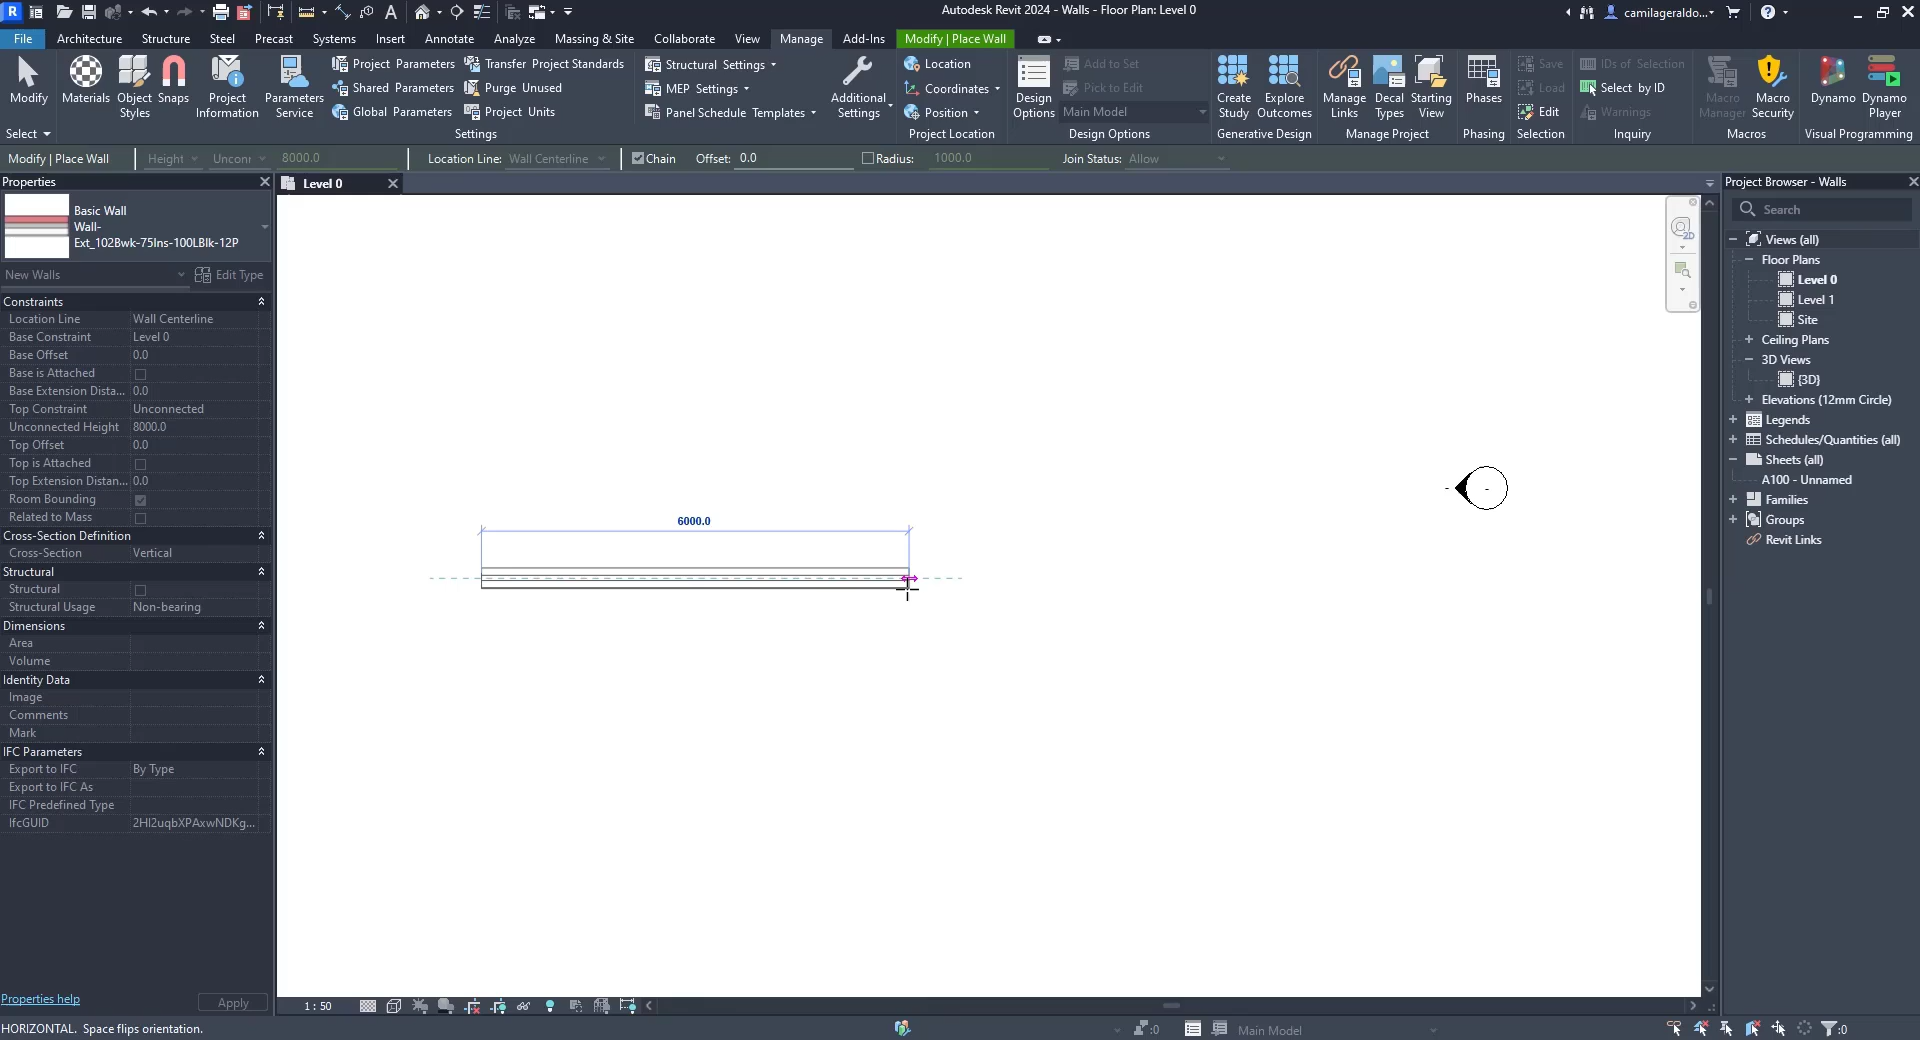 Autodesk Revit 2024 - Walls - Floor Plan: Level 0
camilageraldo...
File Architecture Structure Steel Precast Systems Insert Annotate Analyze Massing & Site Collaborate View Manage Add-Ins Modify | Place Wall
Modify
Materials
Object Styles
Snaps
Project Information
Parameters Service
Project Parameters
Shared Parameters
Global Parameters
Transfer Project Standards
Purge Unused
Project Units
Structural Settings
MEP Settings
Panel Schedule Templates
Additional Settings
Location
Coordinates
Position
Design Options
Add to Set
Pick to Edit
Main Model
Create Study
Explore Outcomes
Manage Links
Decal Types
Starting View
Phases
Save
Load
Edit
IDs of Selection
Select by ID
Warnings
Macro Manager
Macro Security
Dynamo
Dynamo Player
Select Settings Project Location Design Options Generative Design Manage Project Phasing Selection Inquiry Macros Visual Programming
Modify | Place Wall Height Uncon 8000.0 Location Line: Wall Centerline Chain Offset: 0.0 Radius: 1000.0 Join Status: Allow
Properties
Basic Wall
Wall-
Ext_102Bwk-75Ins-100LBlk-12P
New Walls Edit Type
Constraints
Location Line Wall Centerline
Base Constraint Level 0
Base Offset 0.0
Base is Attached
Base Extension Dista... 0.0
Top Constraint Unconnected
Unconnected Height 8000.0
Top Offset 0.0
Top is Attached
Top Extension Distan... 0.0
Room Bounding
Related to Mass
Cross-Section Definition
Cross-Section Vertical
Structural
Structural
Structural Usage Non-bearing
Dimensions
Area
Volume
Identity Data
Image
Comments
Mark
IFC Parameters
Export to IFC By Type
Export to IFC As
IFC Predefined Type
IfcGUID 2HI2uqbXPAxwNDKg...
Properties help Apply
Level 0
2D
6000.0
Project Browser - Walls
Search
Views (all)
Floor Plans
Level 0
Level 1
Site
Ceiling Plans
3D Views
{3D}
Elevations (12mm Circle)
Legends
Schedules/Quantities (all)
Sheets (all)
A100 - Unnamed
Families
Groups
Revit Links
1 : 50
HORIZONTAL. Space flips orientation.
:0
Main Model
:0